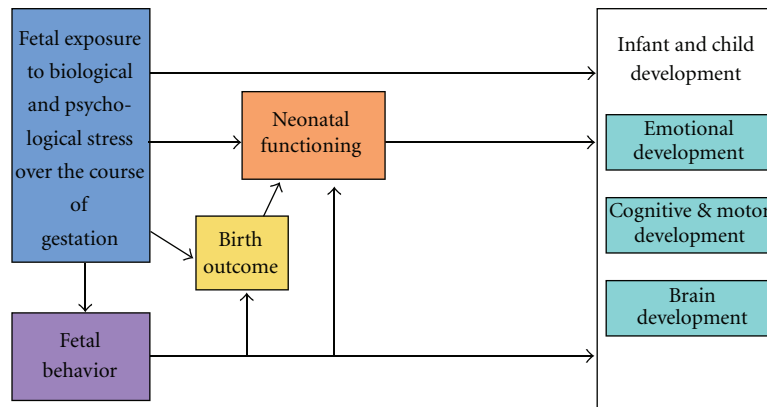 Fetal exposure
to biological
and psycho-
logical stress
over the course
of
gestation
Fetal
behavior
Birth
outcome
Neonatal
functioning
Infant and child
development
Emotional
development
Cognitive & motor
development
Brain
development